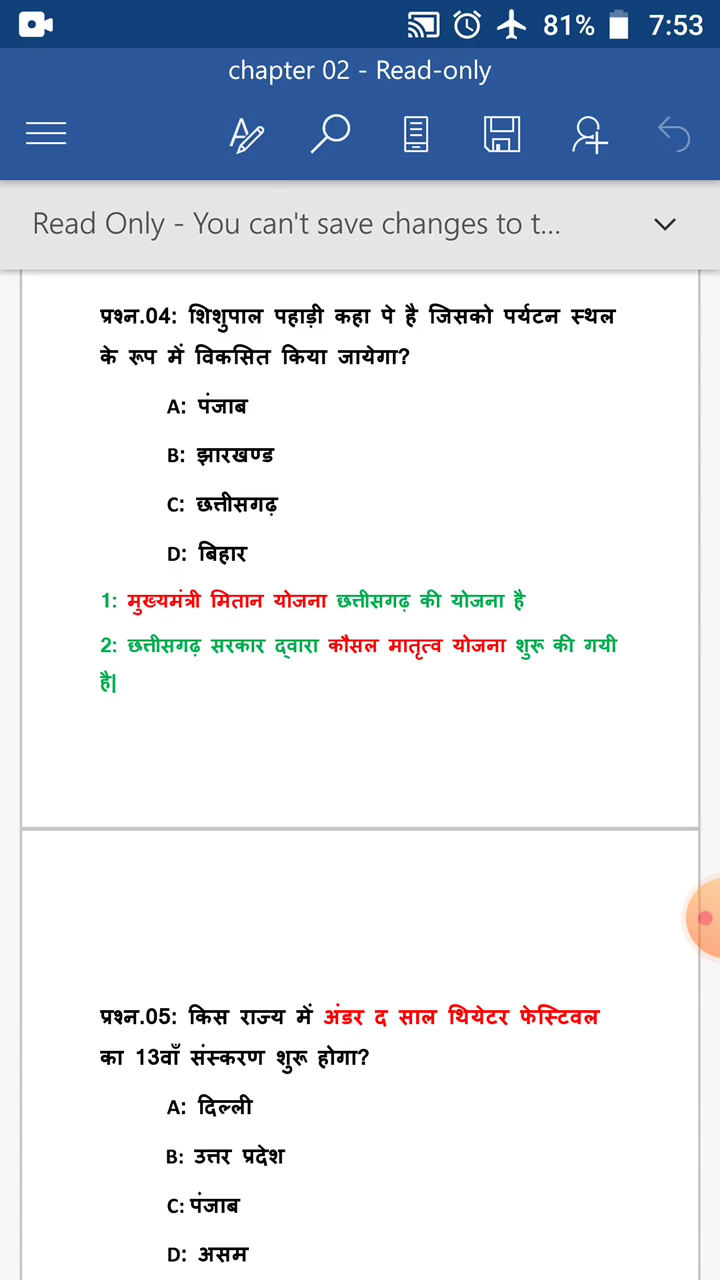 81% 7:53
chapter 02 - Read-only
Read Only - You can't save changes to t...
प्रश्न.04: शिशुपाल पहाड़ी कहा पे है जिसको पर्यटन स्थल
के रूप में विकसित किया जायेगा?
A: पंजाब
B: झारखण्ड
C: छत्तीसगढ़
D: बिहार
1: मुख्यमंत्री मितान योजना छत्तीसगढ़ की योजना है
2: छत्तीसगढ़ सरकार द्वारा कौसल मातृत्व योजना शुरू की गयी
है|
प्रश्न.05: किस राज्य में अंडर द साल थियेटर फेस्टिवल
का 13वाँ संस्करण शुरू होगा?
A: दिल्ली
B: उत्तर प्रदेश
C: पंजाब
D: असम